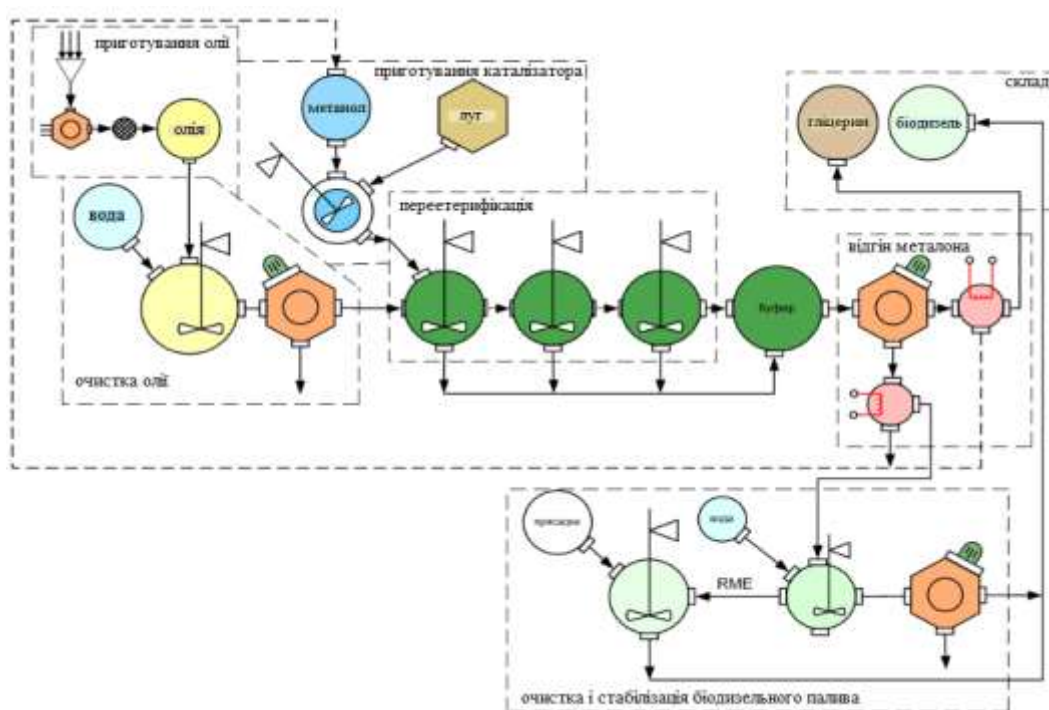 приготування олії
приготування каталізатора
склад
метанол
луг
олія
гліцерин
біодизель
вода
переетерифікація
відгін металона
буфер
очистка олії
присадки
вода
RME
очистка і стабілізація біодизельного палива